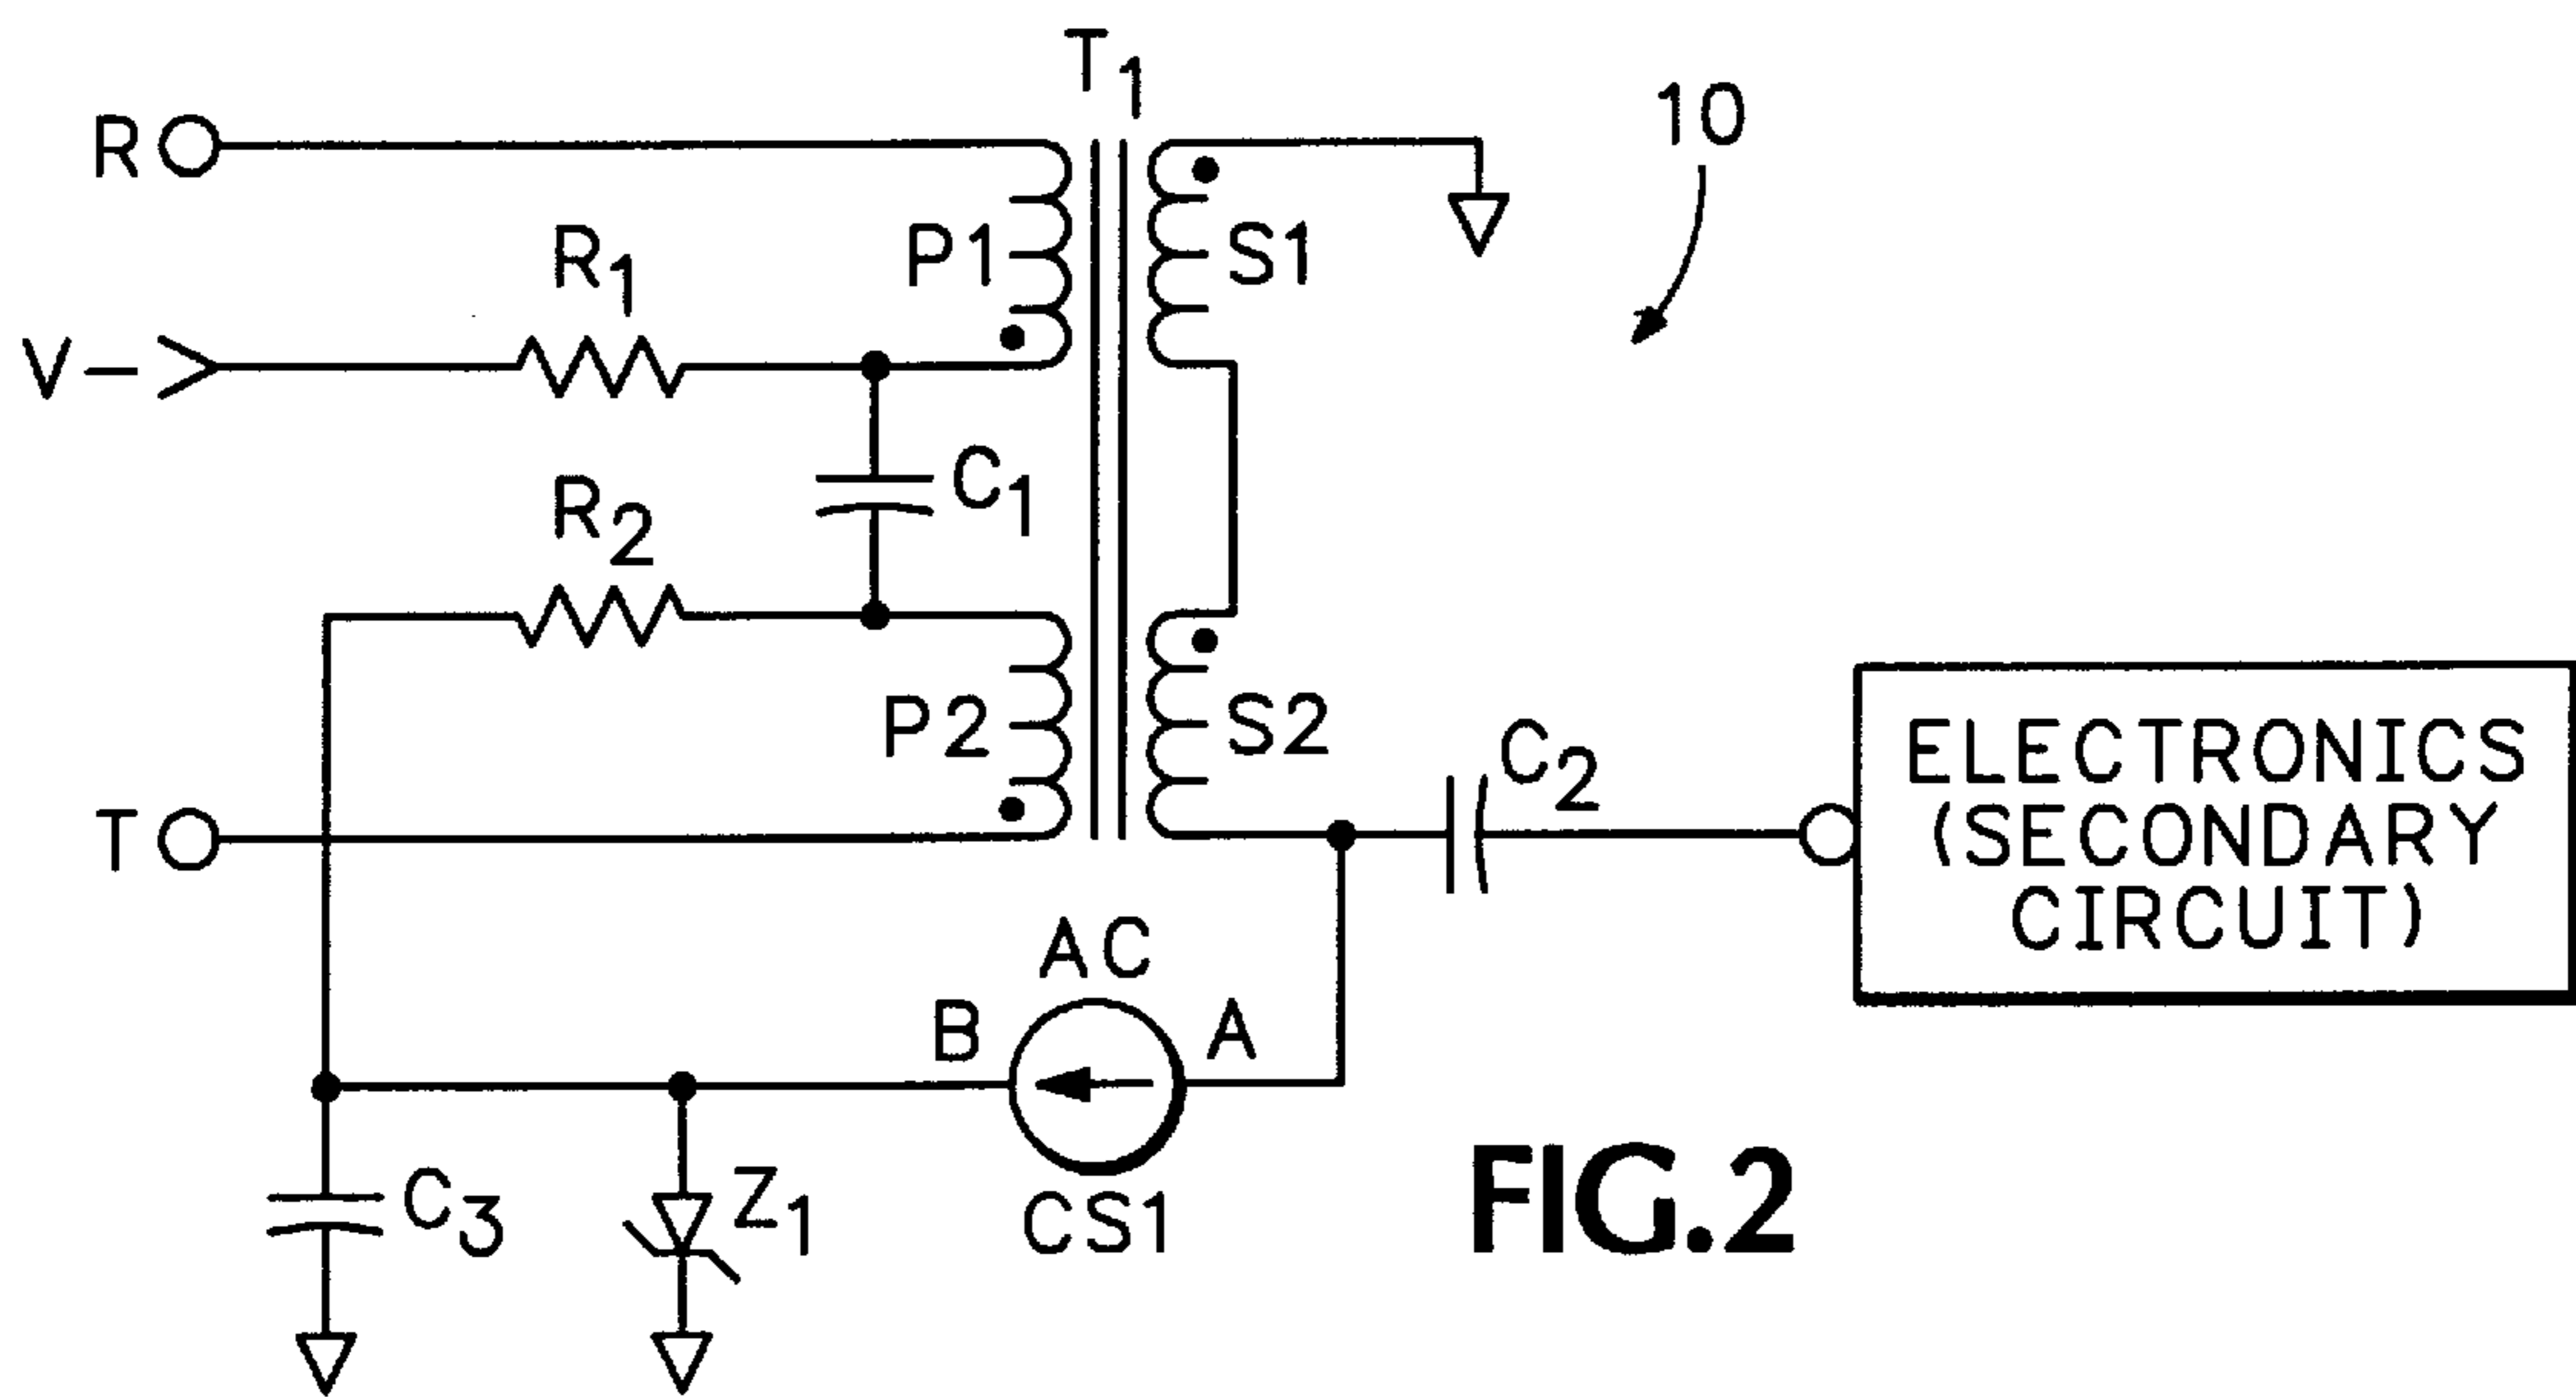 T1
10
R
P1
S1
R1
V-
C1
R2
P2
S2
C2
ELECTRONICS
(SECONDARY
CIRCUIT)
T
AC
B
A
C3
Z1
CS1
FIG.2